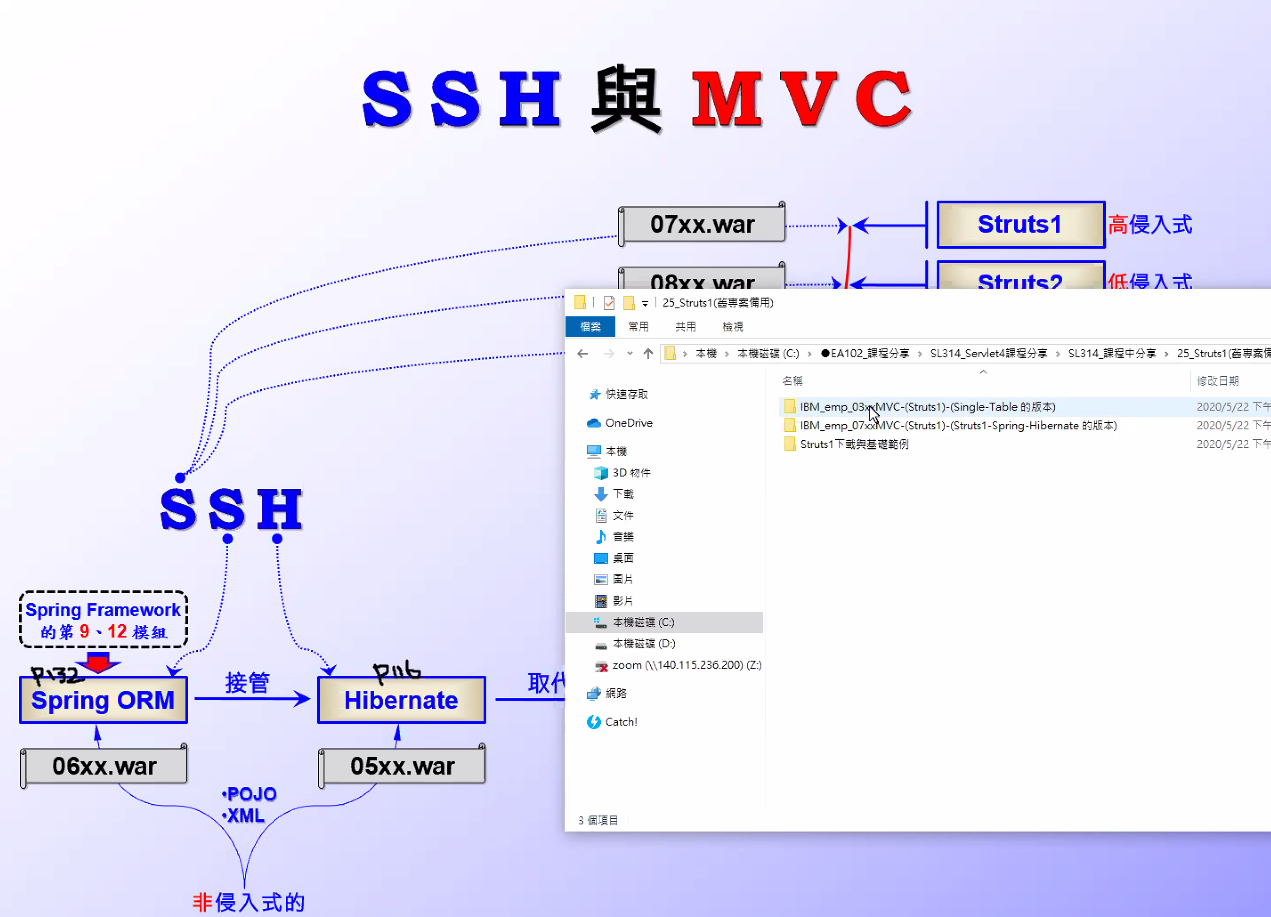 SSH 與 MVC
07xx.war
Struts1
高侵入式
08xx.war
Struts2
低侵入式
SSH
Spring Framework
的第 9、12 模組
P132
Spring ORM
接管
P116
Hibernate
取代
06xx.war
05xx.war
•POJO
•XML
非侵入式的
25_Struts1(舊專案備用)
檔案 常用 共用 檢視
本機 › 本機磁碟 (C:) › ●EA102_課程分享 › SL314_Servlet4課程分享 › SL314_課程中分享 › 25_Struts1(舊專案備
名稱 修改日期
IBM_emp_03xxMVC-(Struts1)-(Single-Table 的版本) 2020/5/22 下午
IBM_emp_07xxMVC-(Struts1)-(Struts1-Spring-Hibernate 的版本) 2020/5/22 下午
Struts1下載與基礎範例 2020/5/22 下午
快速存取
OneDrive
本機
3D 物件
下載
文件
音樂
桌面
圖片
影片
本機磁碟 (C:)
本機磁碟 (D:)
zoom (\\140.115.236.200) (Z:)
網路
Catch!
3 個項目